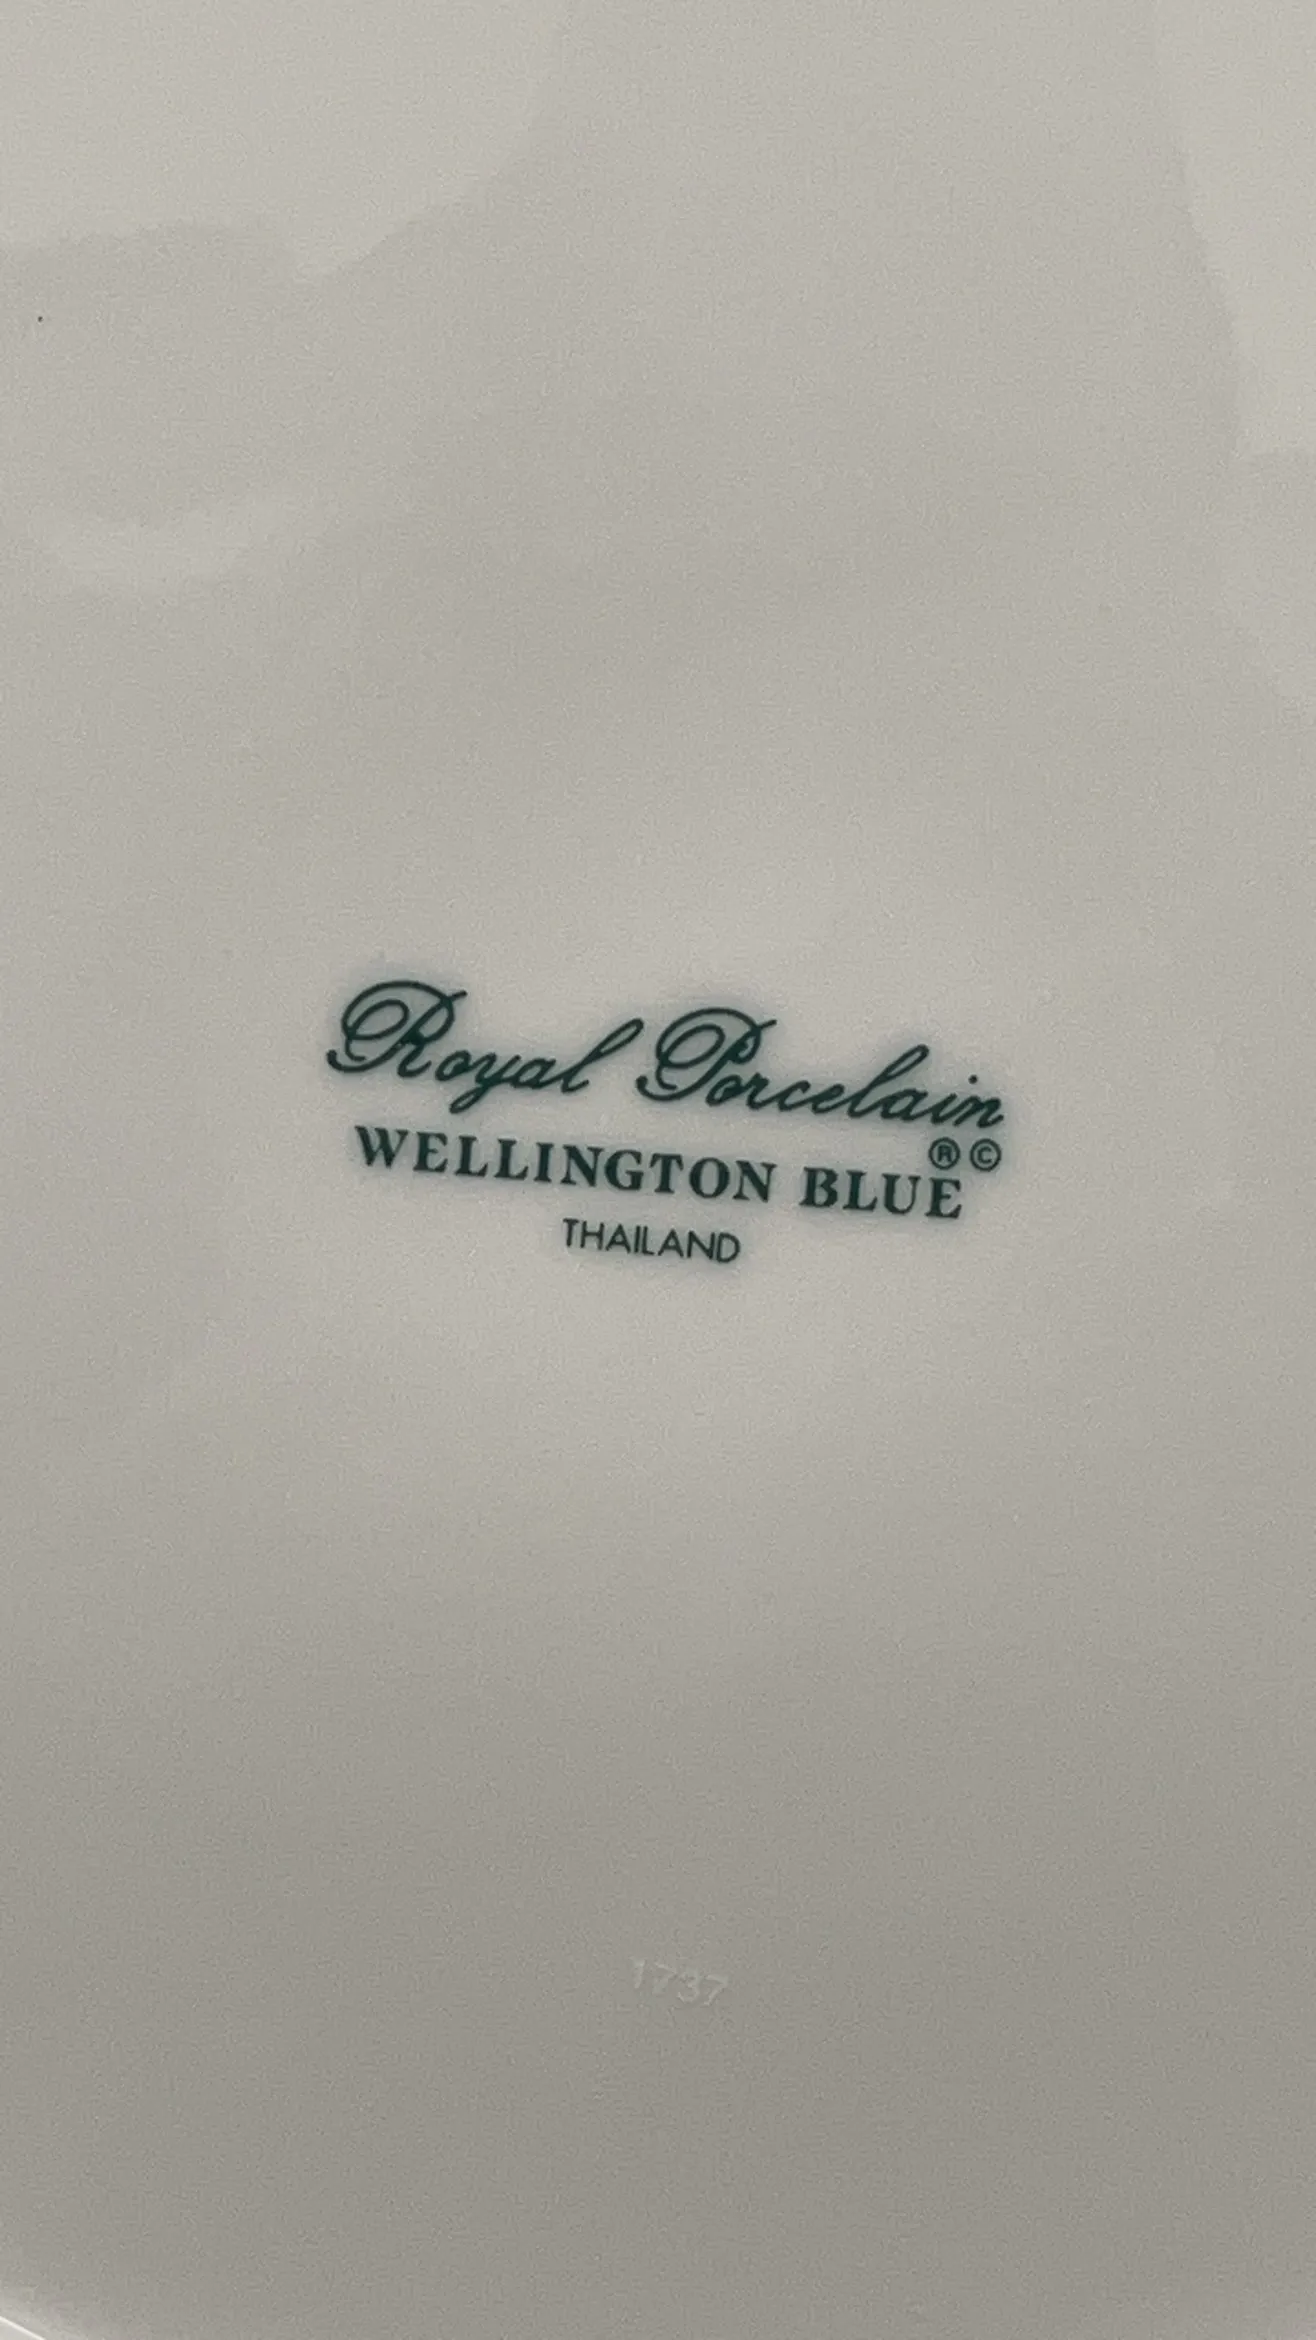 Royal Porcelain
®©
WELLINGTON BLUE
THAILAND
1737